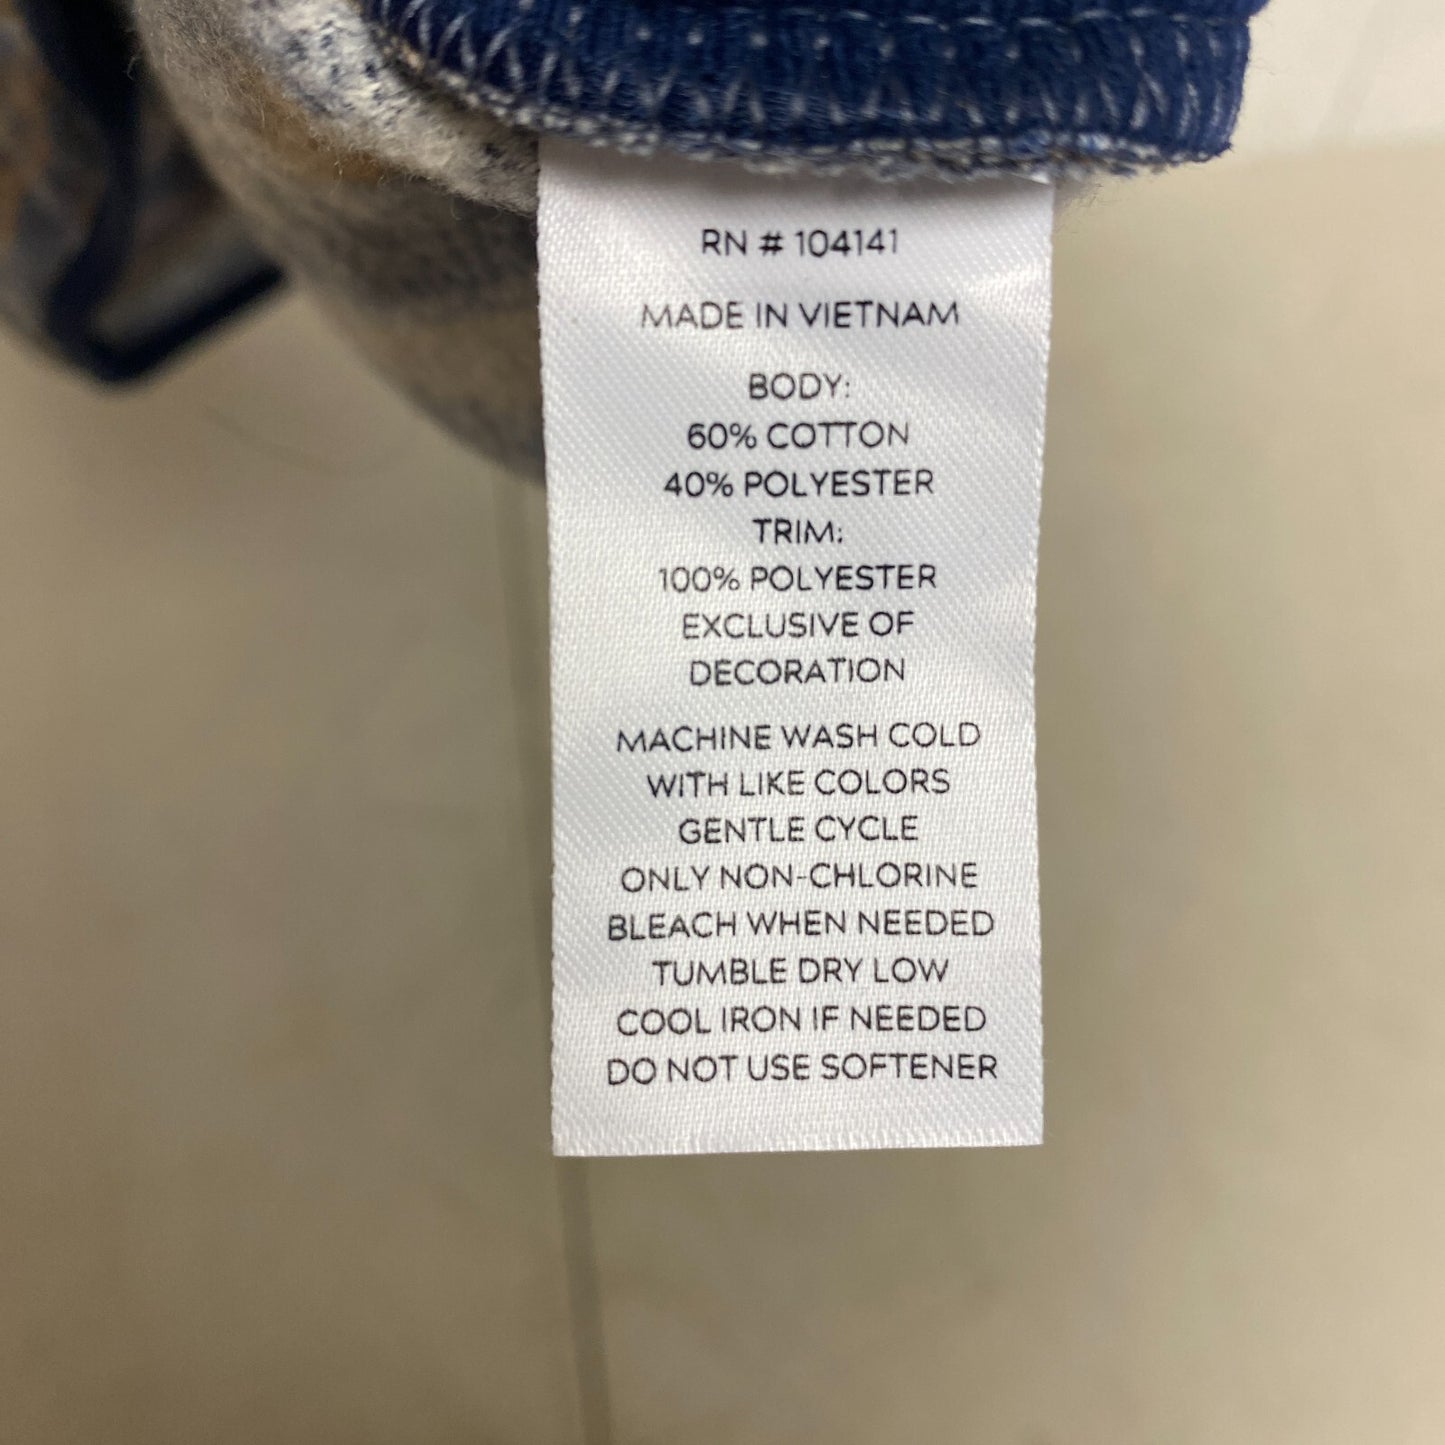 RN # 104141
MADE IN VIETNAM
BODY:
60% COTTON
40% POLYESTER
TRIM:
100% POLYESTER
EXCLUSIVE OF
DECORATION
MACHINE WASH COLD
WITH LIKE COLORS
GENTLE CYCLE
ONLY NON-CHLORINE
BLEACH WHEN NEEDED
TUMBLE DRY LOW
COOL IRON IF NEEDED
DO NOT USE SOFTENER